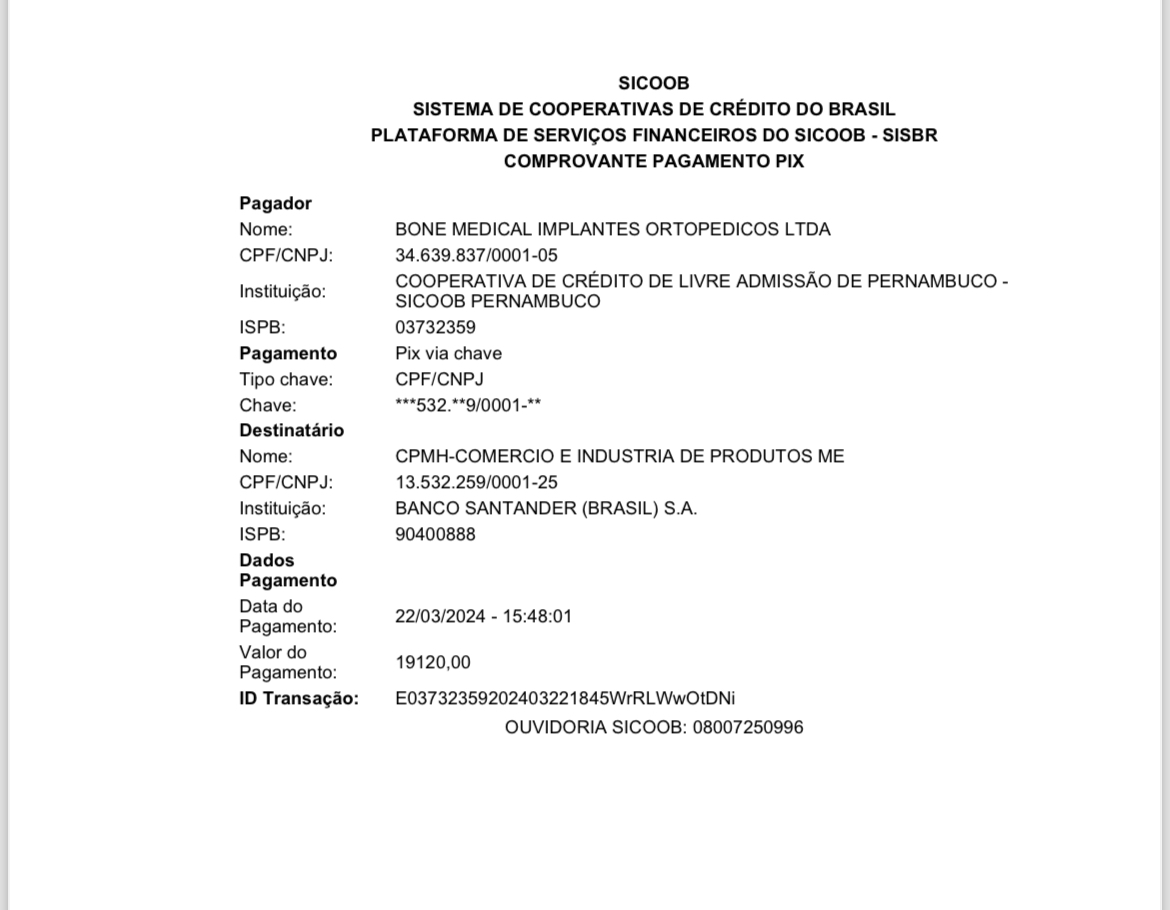 SICOOB
SISTEMA DE COOPERATIVAS DE CRÉDITO DO BRASIL
PLATAFORMA DE SERVIÇOS FINANCEIROS DO SICOOB - SISBR
COMPROVANTE PAGAMENTO PIX
Pagador
Nome: BONE MEDICAL IMPLANTES ORTOPEDICOS LTDA
CPF/CNPJ: 34.639.837/0001-05
Instituição: COOPERATIVA DE CRÉDITO DE LIVRE ADMISSÃO DE PERNAMBUCO -
SICOOB PERNAMBUCO
ISPB: 03732359
Pagamento Pix via chave
Tipo chave: CPF/CNPJ
Chave: ***532.**9/0001-**
Destinatário
Nome: CPMH-COMERCIO E INDUSTRIA DE PRODUTOS ME
CPF/CNPJ: 13.532.259/0001-25
Instituição: BANCO SANTANDER (BRASIL) S.A.
ISPB: 90400888
Dados
Pagamento
Data do
Pagamento: 22/03/2024 - 15:48:01
Valor do
Pagamento: 19120,00
ID Transação: E03732359202403221845WrRLWwOtDNi
OUVIDORIA SICOOB: 08007250996